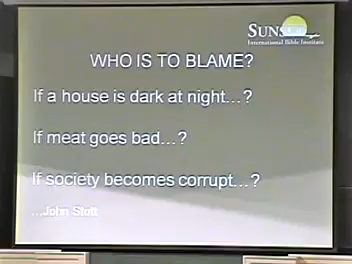 SUNSET
International Bible Institute
WHO IS TO BLAME?
If a house is dark at night...?
If meat goes bad...?
If society becomes corrupt...?
...John Stott